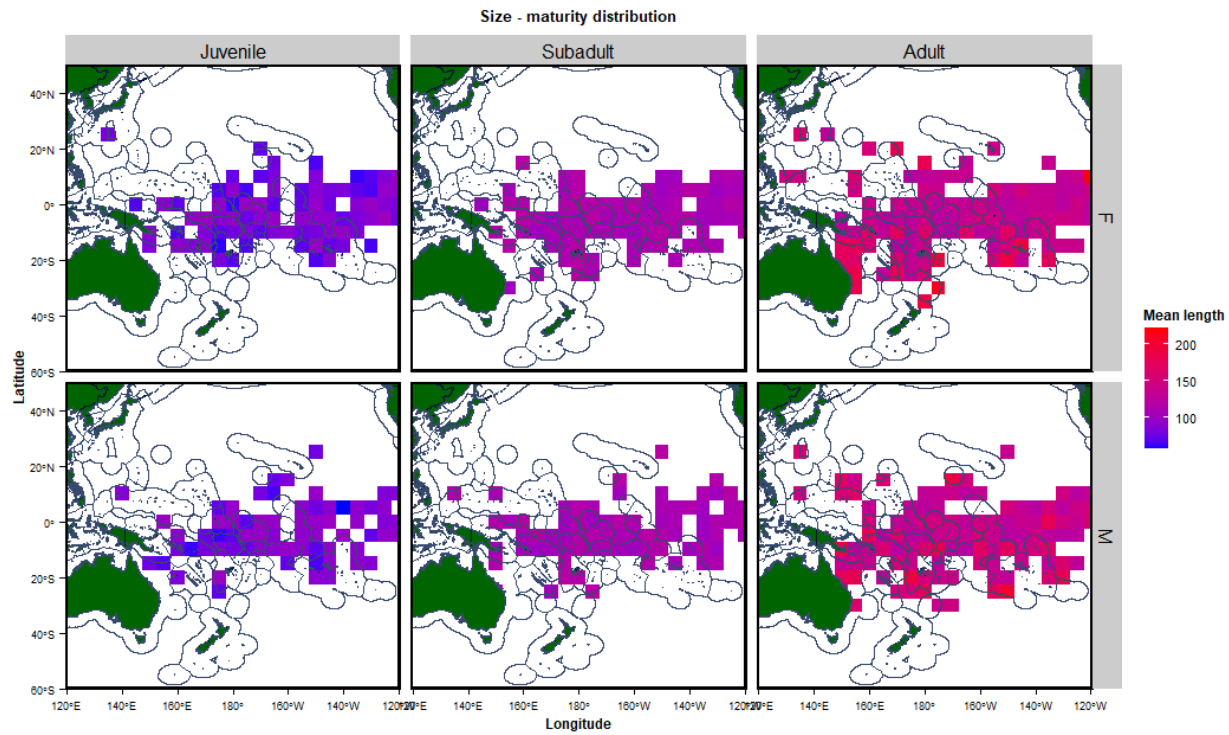 Size - maturity distribution
Juvenile Subadult Adult
40°N
20°N
0°
20°S
40°S
60°S
F
40°N
20°N
0°
20°S
40°S
60°S
M
Latitude
120°E 140°E 160°E 180° 160°W 140°W 120°W 140°E 160°E 180° 160°W 140°W 120°W 140°E 160°E 180° 160°W 140°W 120°W
Longitude
Mean length
200
150
100